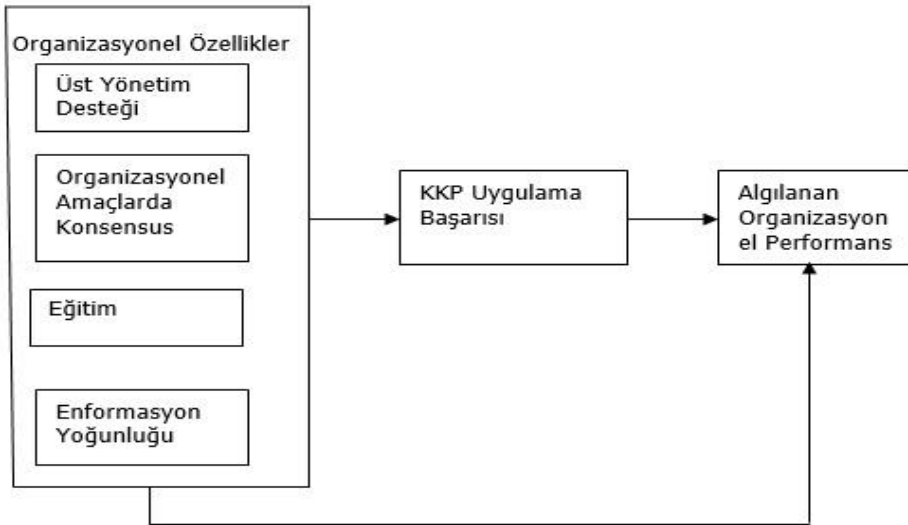 Organizasyonel Özellikler
Üst Yönetim
Desteği
Organizasyonel
Amaçlarda
Konsensus
Eğitim
Enformasyon
Yoğunluğu
KKP Uygulama
Başarısı
Algılanan
Organizasyon
el Performans